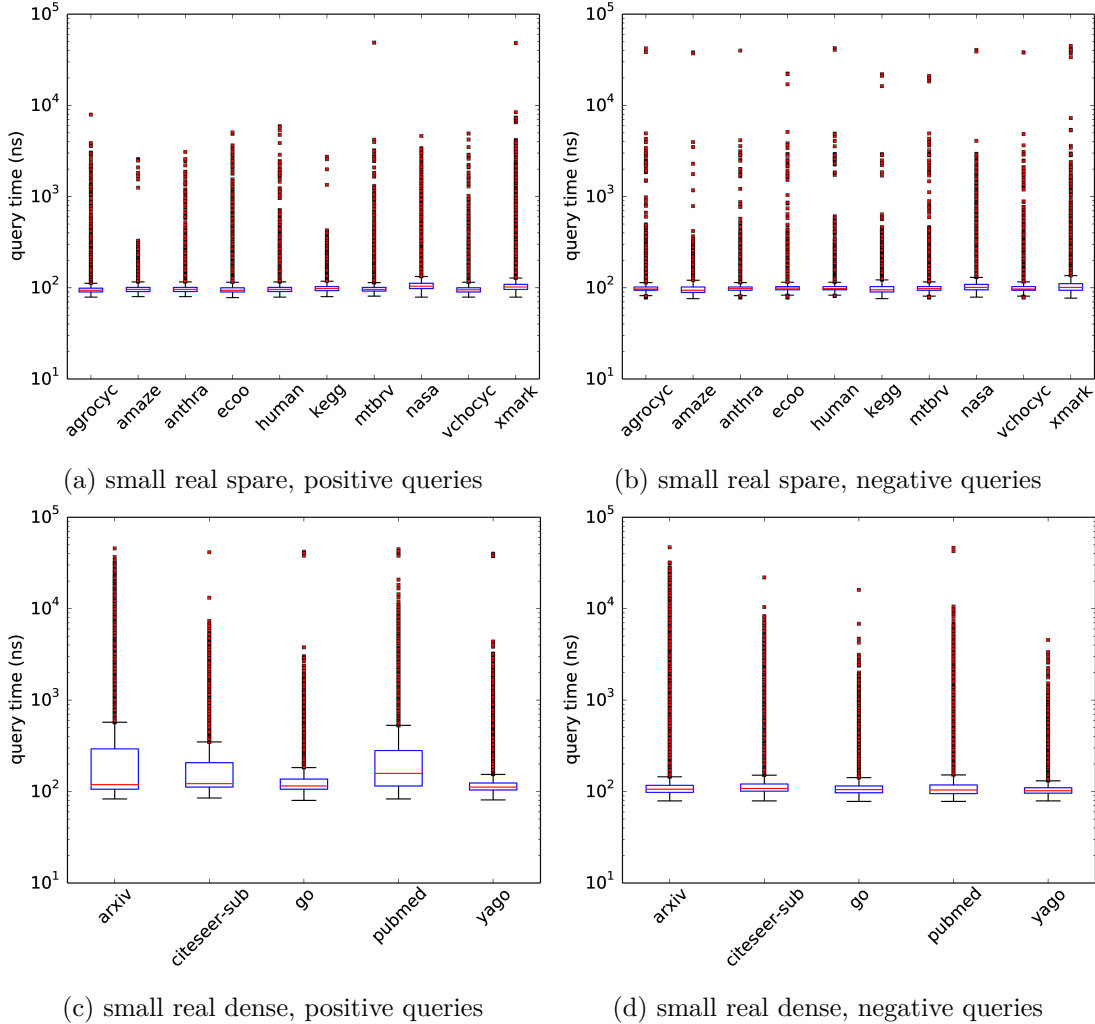 10^5
10^4
10^3
10^2
10^1
query time (ns)
agrocyc
amaze
anthra
ecoo
human
kegg
mtbrv
nasa
vchocyc
xmark
(a) small real spare, positive queries
10^5
10^4
10^3
10^2
10^1
query time (ns)
agrocyc
amaze
anthra
ecoo
human
kegg
mtbrv
nasa
vchocyc
xmark
(b) small real spare, negative queries
10^5
10^4
10^3
10^2
10^1
query time (ns)
arxiv
citeseer-sub
go
pubmed
yago
(c) small real dense, positive queries
10^5
10^4
10^3
10^2
10^1
query time (ns)
arxiv
citeseer-sub
go
pubmed
yago
(d) small real dense, negative queries